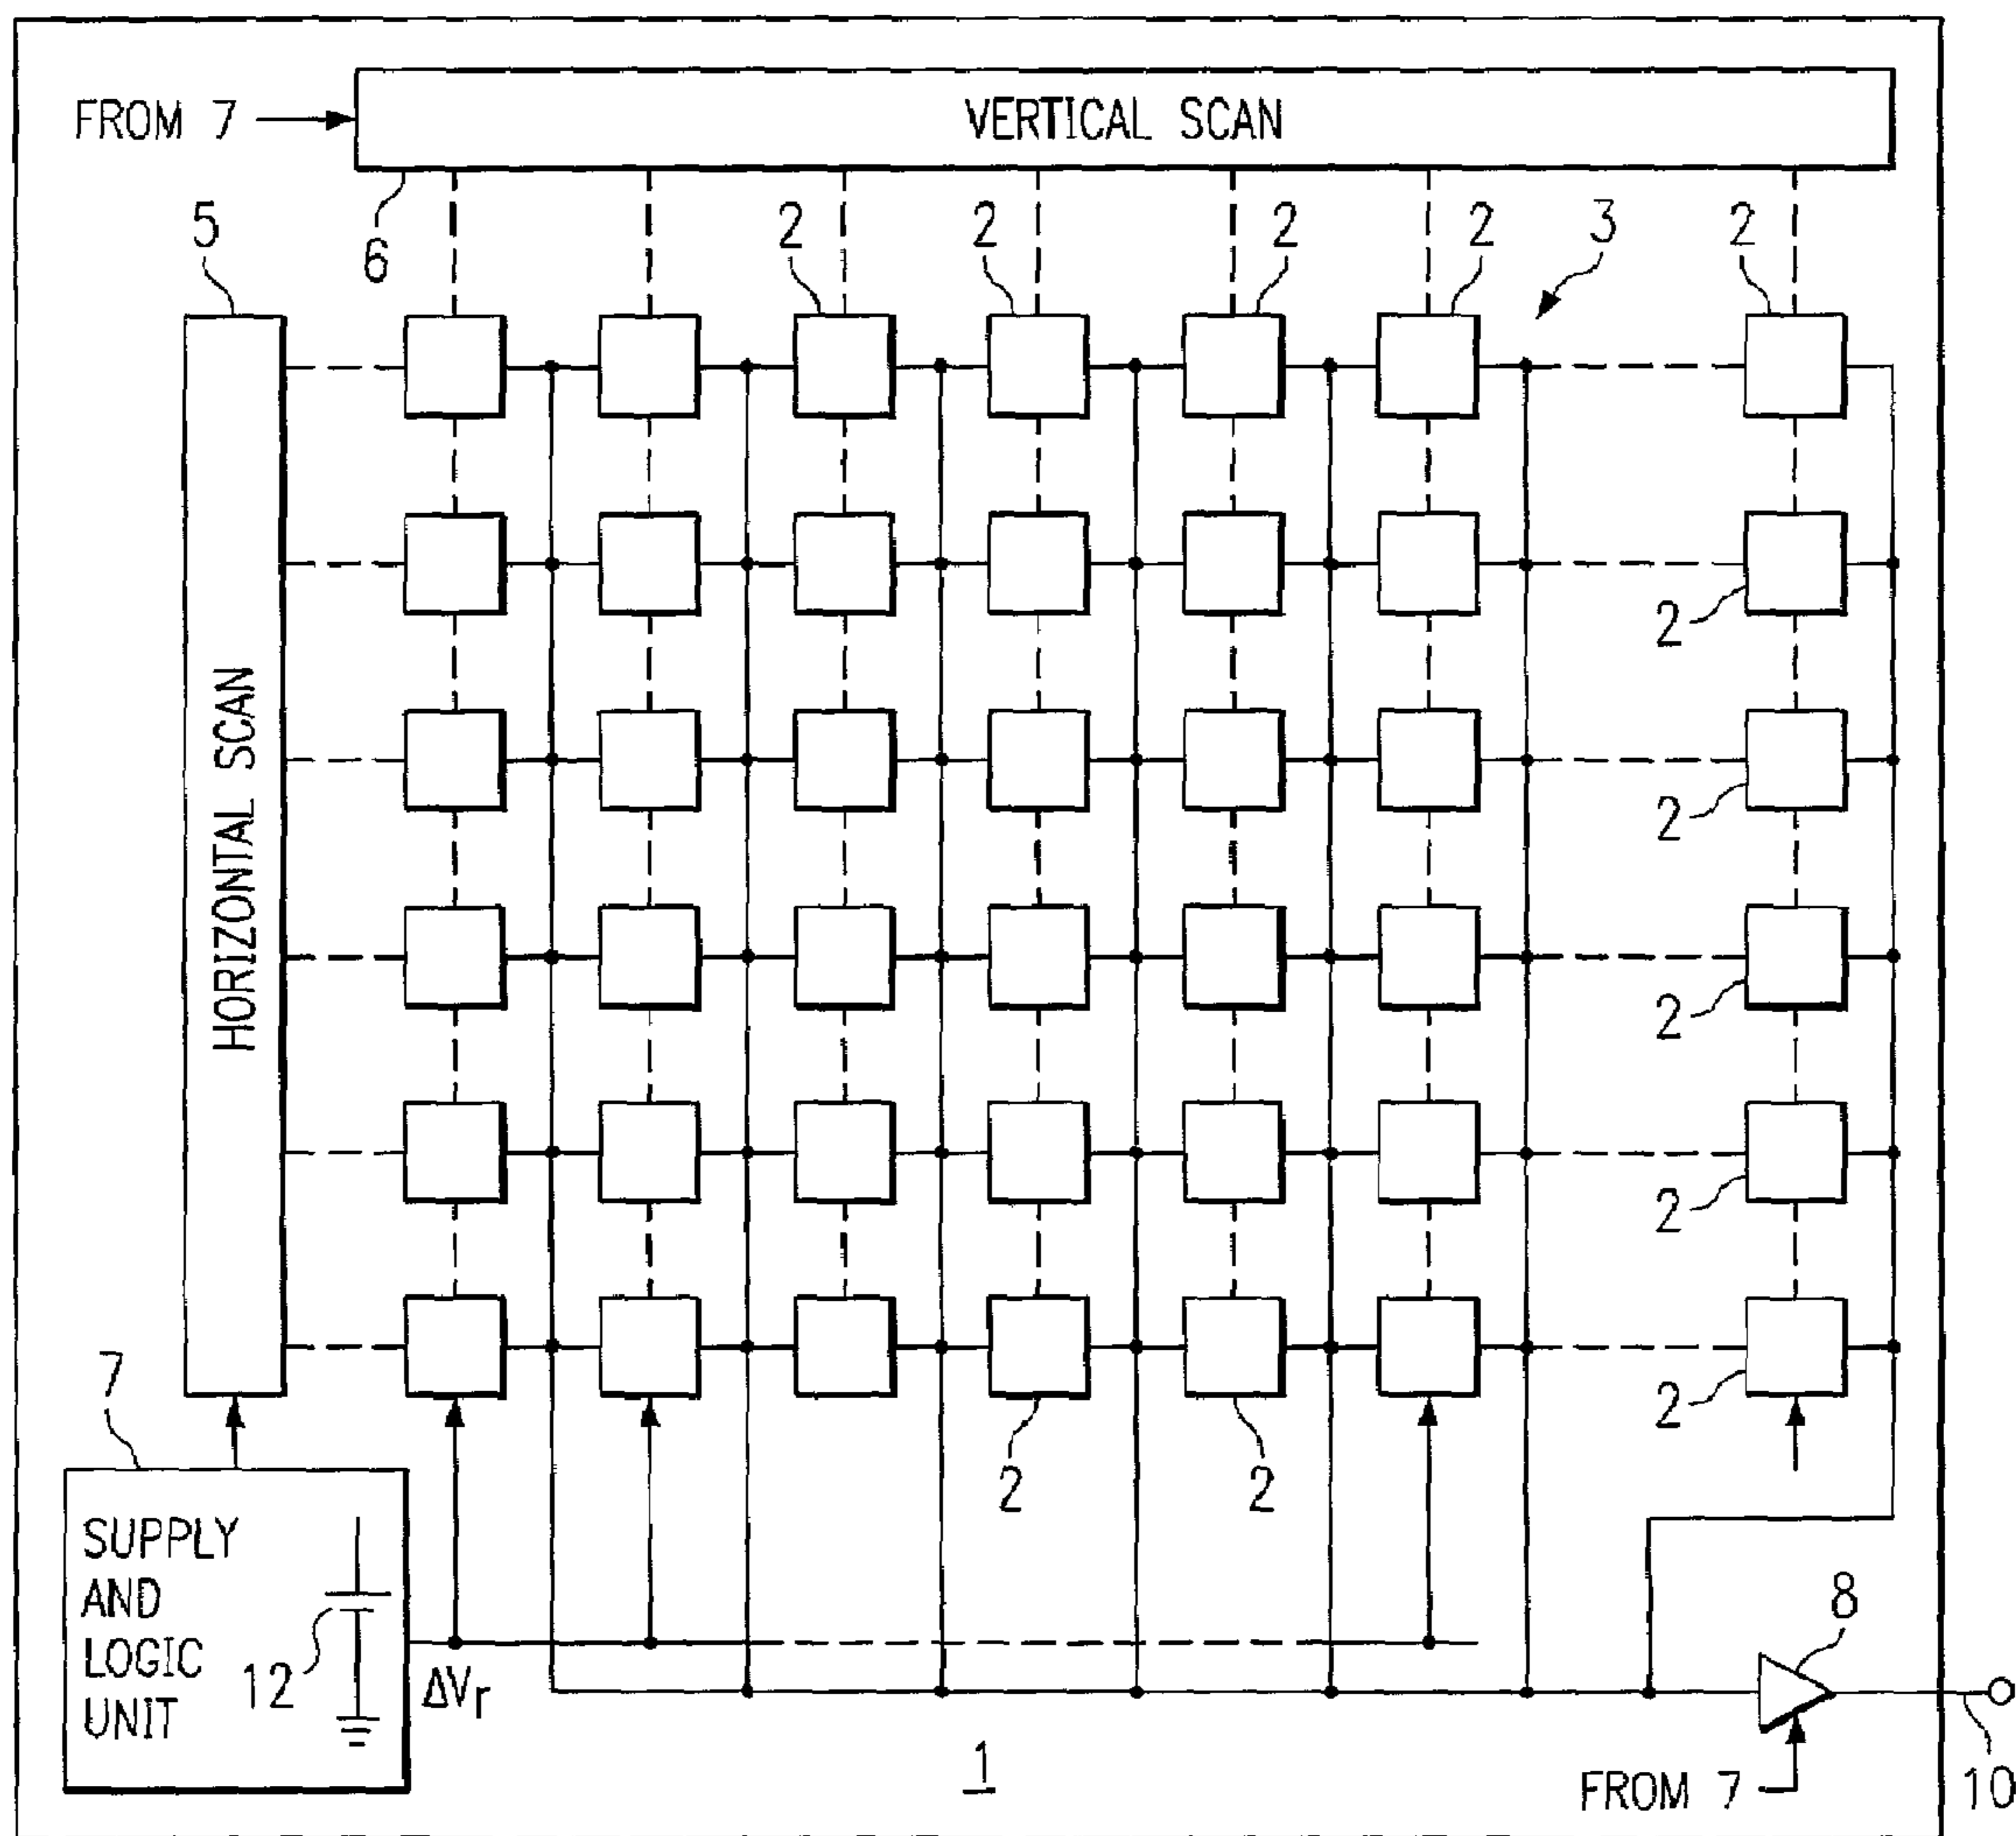 FROM 7
VERTICAL SCAN
5
6
2
2
2
2
3
2
HORIZONTAL SCAN
2
2
2
2
2
7
2
2
SUPPLY
AND
LOGIC
UNIT
12
ΔVr
8
1
FROM 7
10